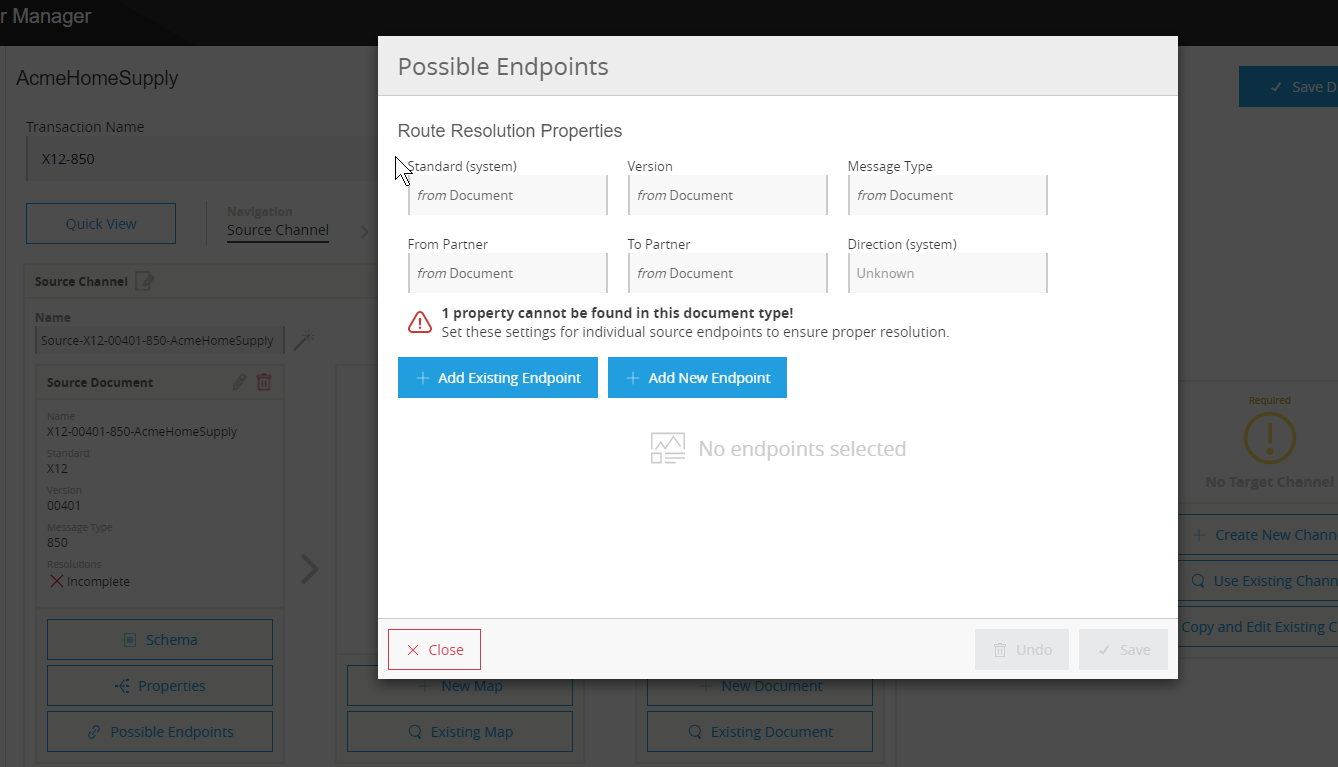 r Manager
AcmeHomeSupply
Save D
Transaction Name
X12-850
Quick View
Navigation
Source Channel
Source Channel
Name
Source-X12-00401-850-AcmeHomeSupply
Source Document
Name
X12-00401-850-AcmeHomeSupply
Standard
X12
Version
00401
Message Type
850
Resolutions
Incomplete
Schema
Properties
Possible Endpoints
Possible Endpoints
Route Resolution Properties
Standard (system)
from Document
Version
from Document
Message Type
from Document
From Partner
from Document
To Partner
from Document
Direction (system)
Unknown
1 property cannot be found in this document type!
Set these settings for individual source endpoints to ensure proper resolution.
Add Existing Endpoint
Add New Endpoint
No endpoints selected
Close
Undo
Save
New Map
Existing Map
New Document
Existing Document
Required
No Target Channel
Create New Chann
Use Existing Chann
Copy and Edit Existing C